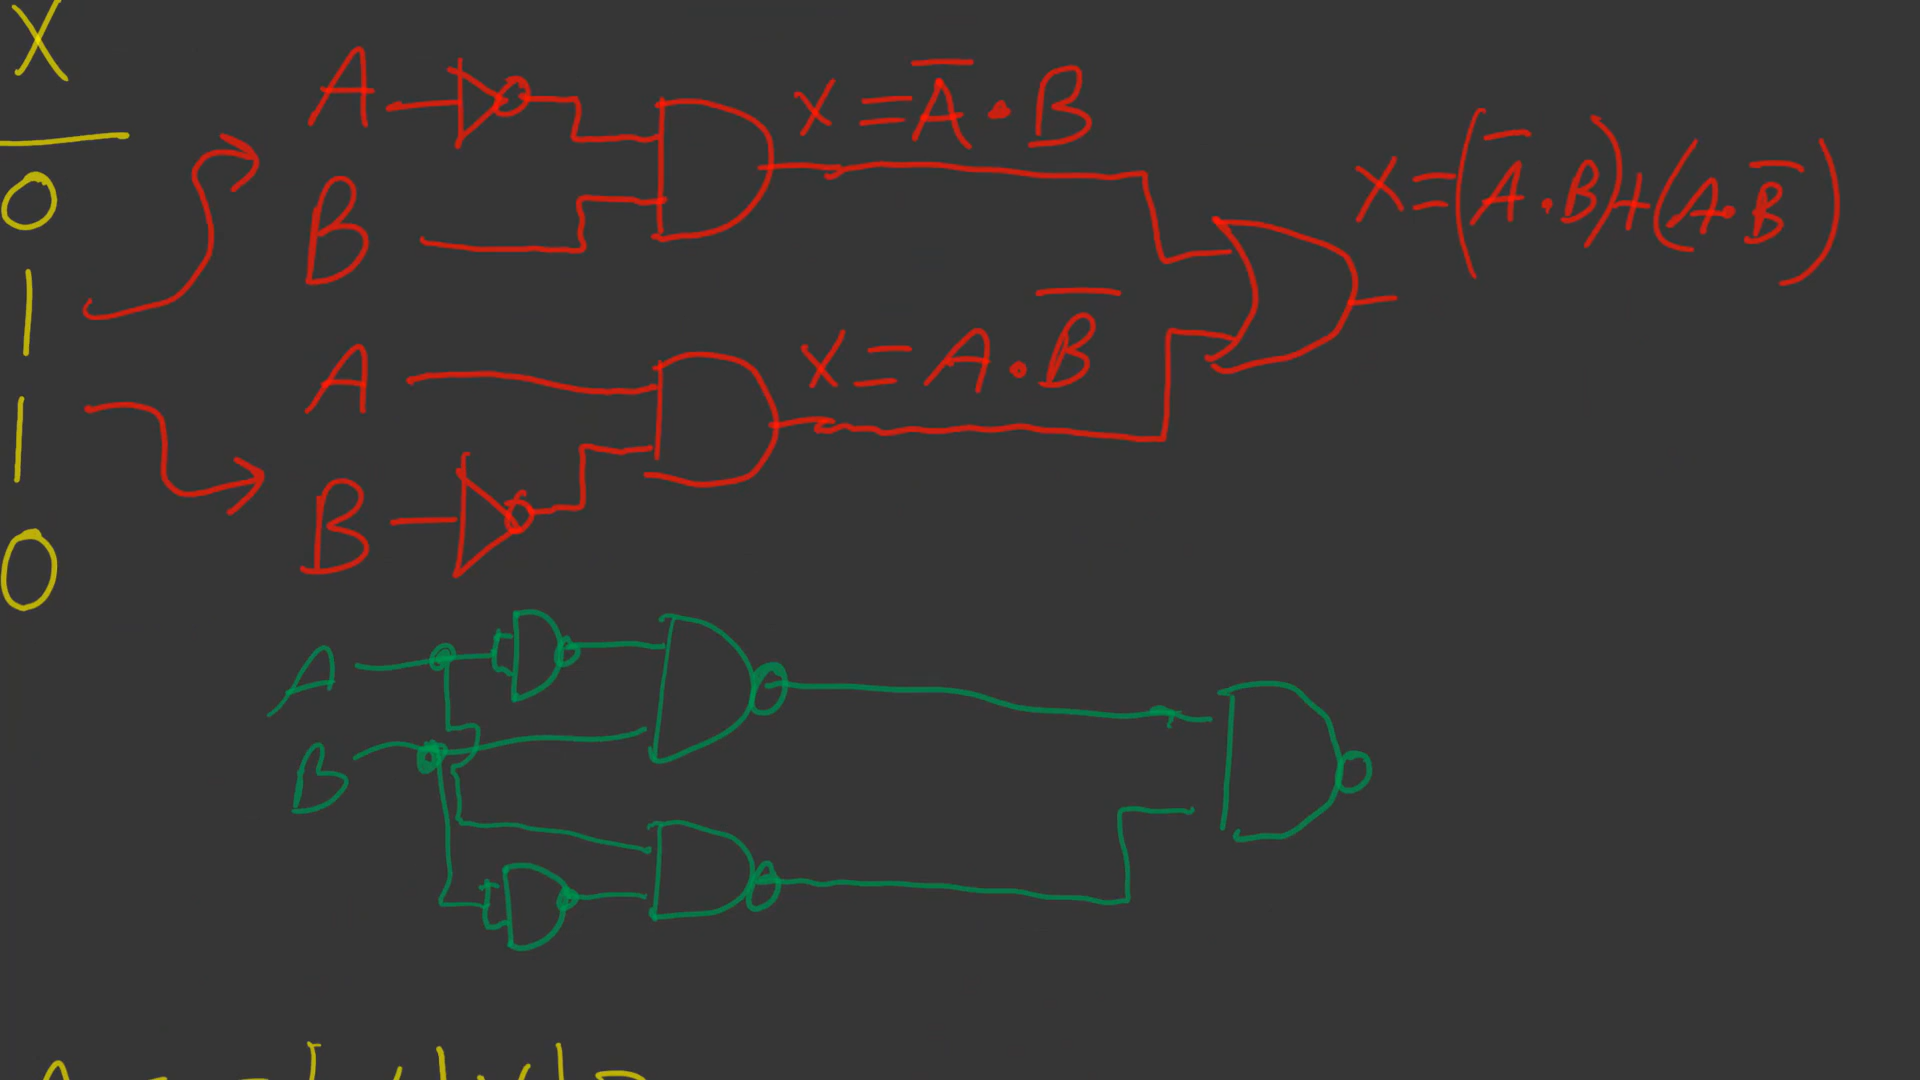 X
0
1
1
0
A
B
X = A̅ · B
A
B
X = A · B̅
X = (A̅ · B) + (A · B̅)
A
B